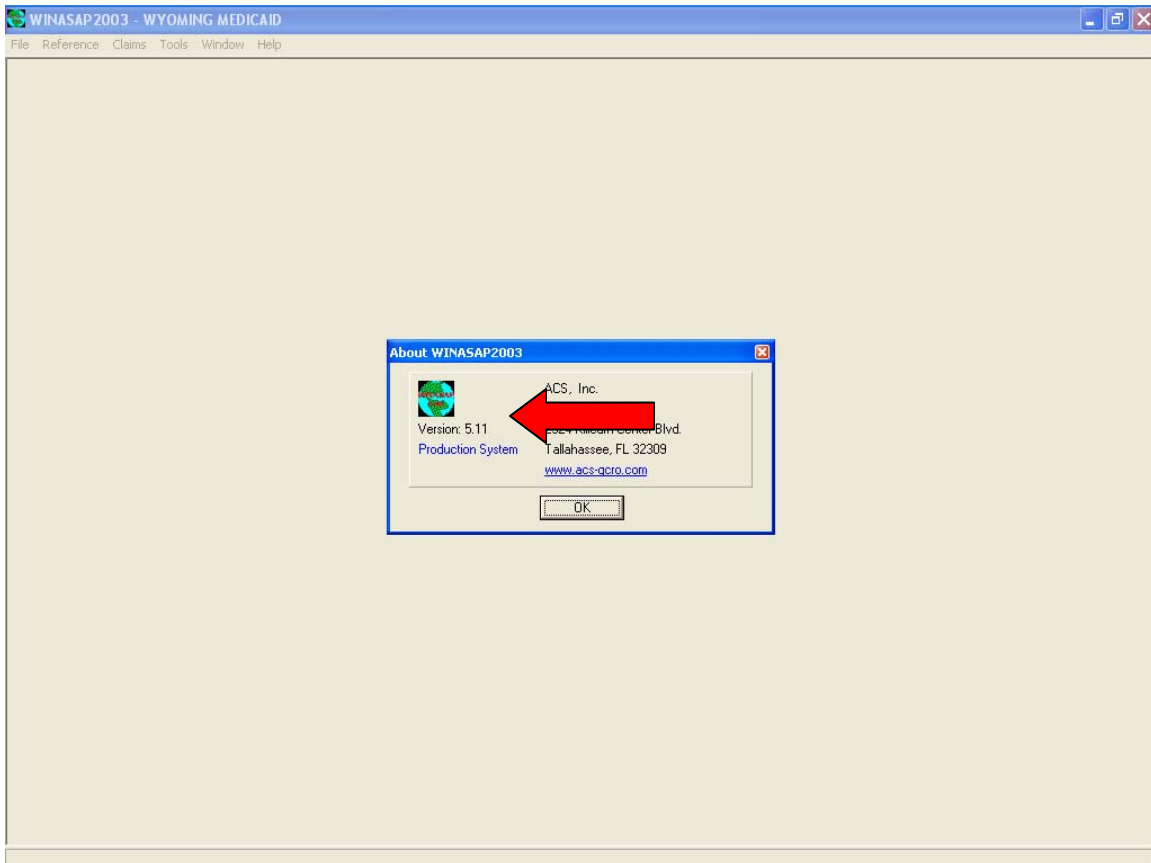 WINASAP2003 - WYOMING MEDICAID
File Reference Claims Tools Window Help
About WINASAP2003
ACS, Inc.
Version: 5.11
Blvd.
Production System
Tallahassee, FL 32309
www.acs-gcro.com
OK